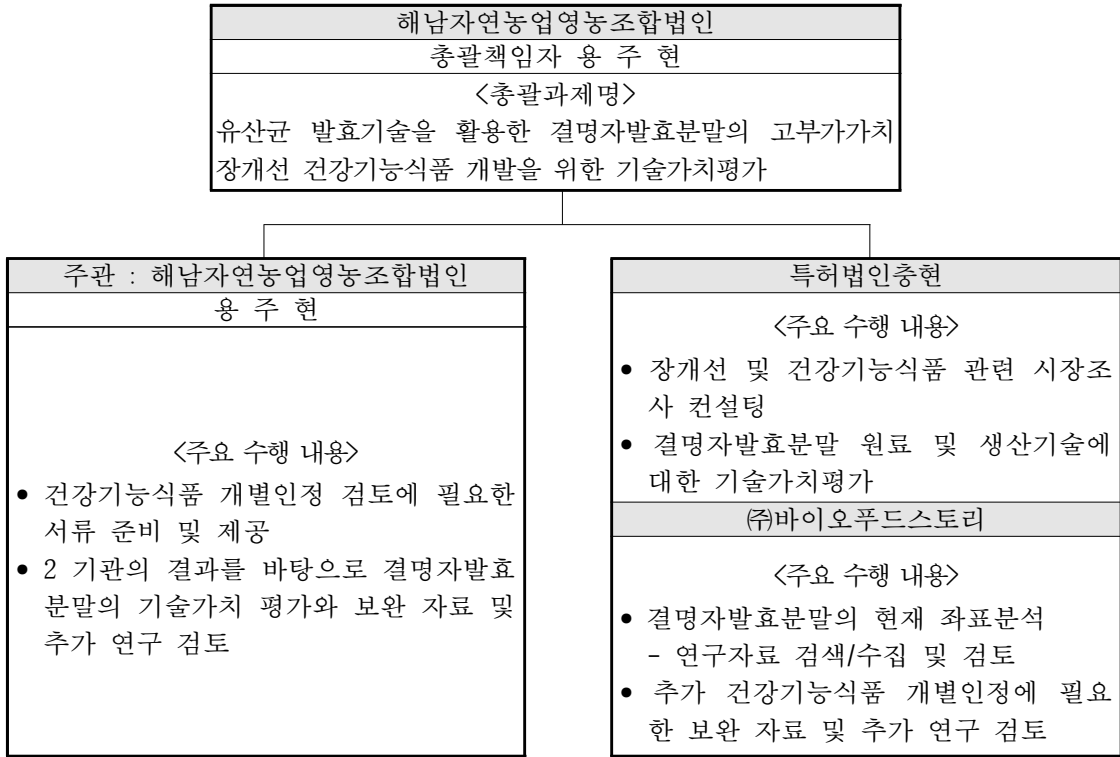 해남자연농업영농조합법인
총괄책임자 용 주 현
<총괄과제명>
유산균 발효기술을 활용한 결명자발효분말의 고부가가치
장개선 건강기능식품 개발을 위한 기술가치평가
주관 : 해남자연농업영농조합법인
용 주 현
<주요 수행 내용>
• 건강기능식품 개별인정 검토에 필요한
서류 준비 및 제공
• 2 기관의 결과를 바탕으로 결명자발효
분말의 기술가치 평가와 보완 자료 및
추가 연구 검토
특허법인충현
<주요 수행 내용>
• 장개선 및 건강기능식품 관련 시장조
사 컨설팅
• 결명자발효분말 원료 및 생산기술에
대한 기술가치평가
㈜바이오푸드스토리
<주요 수행 내용>
• 결명자발효분말의 현재 좌표분석
- 연구자료 검색/수집 및 검토
• 추가 건강기능식품 개별인정에 필요
한 보완 자료 및 추가 연구 검토